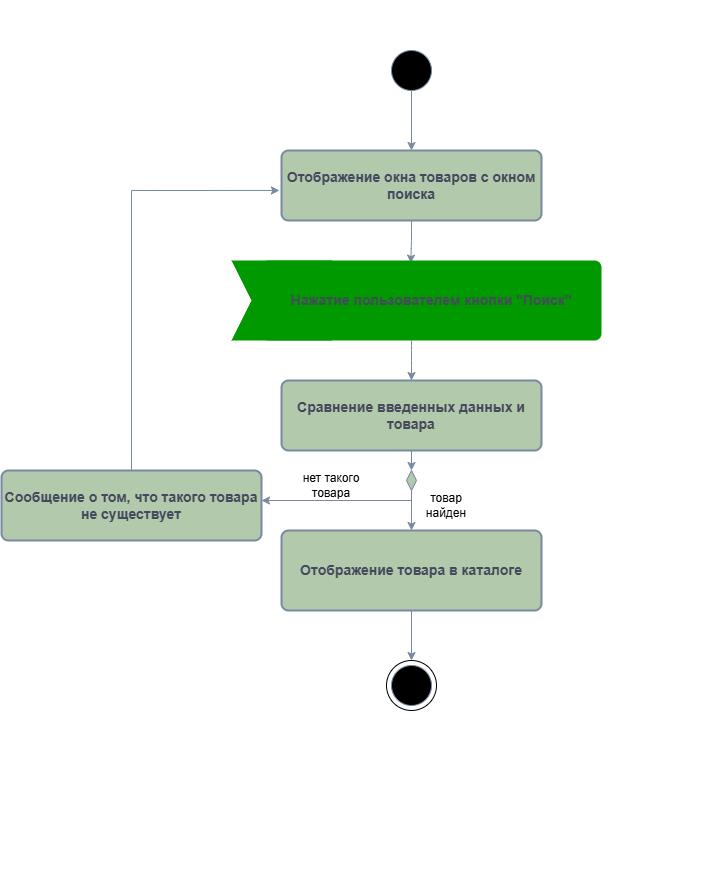 Отображение окна товаров с окном
поиска
Нажатие пользователем кнопки "Поиск"
Сравнение введенных данных и
товара
нет такого
товара
товар
найден
Сообщение о том, что такого товара
не существует
Отображение товара в каталоге